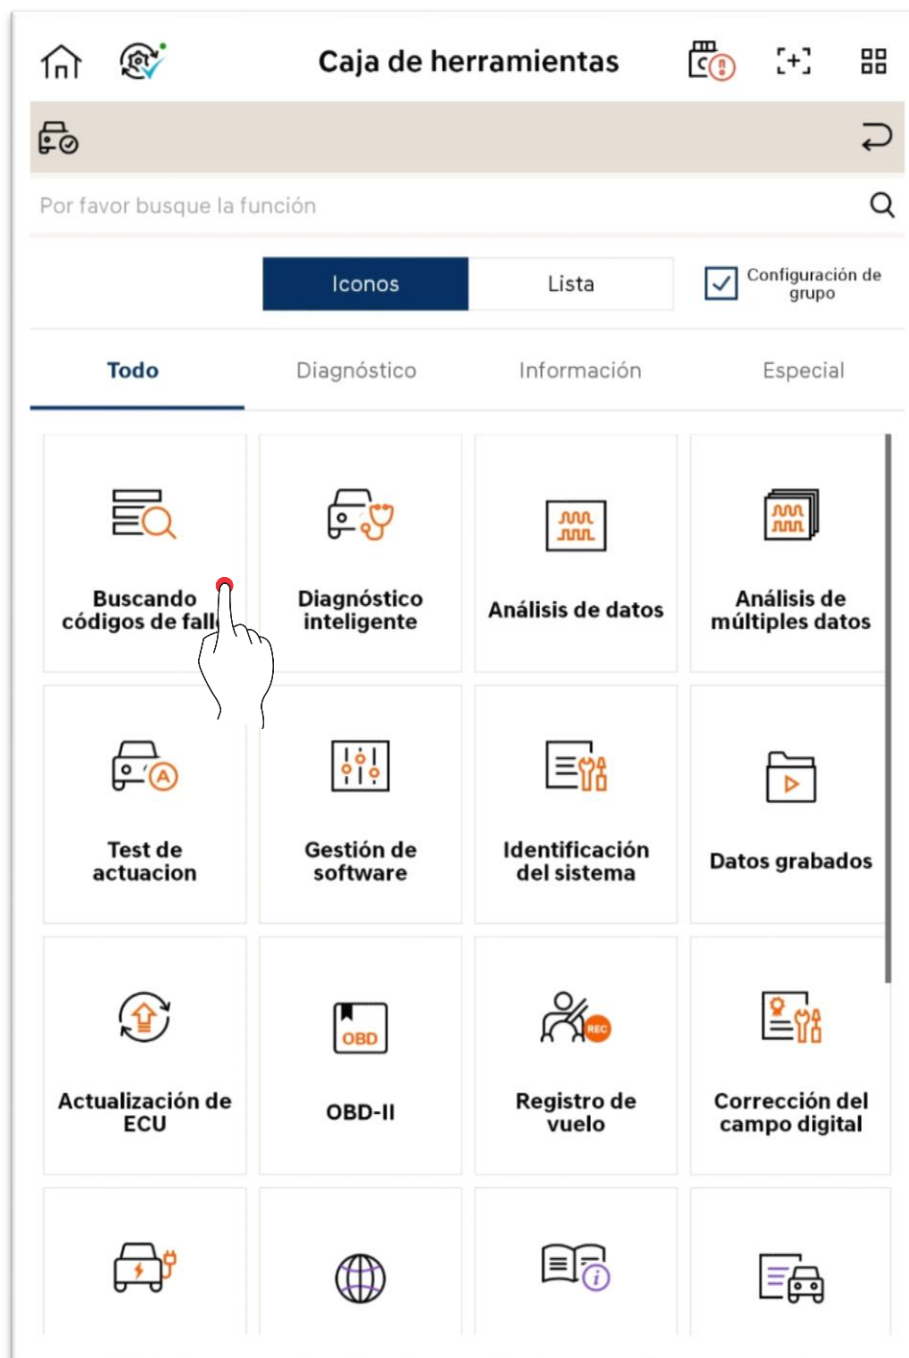 Caja de herramientas
Por favor busque la función
Iconos
Lista
Configuración de
grupo
Todo
Diagnóstico
Información
Especial
Buscando
códigos de fall
Diagnóstico
inteligente
Análisis de datos
Análisis de
múltiples datos
A
Test de
actuacion
Gestión de
software
Identificación
del sistema
Datos grabados
Actualización de
ECU
OBD
OBD-II
REC
Registro de
vuelo
Corrección del
campo digital
i